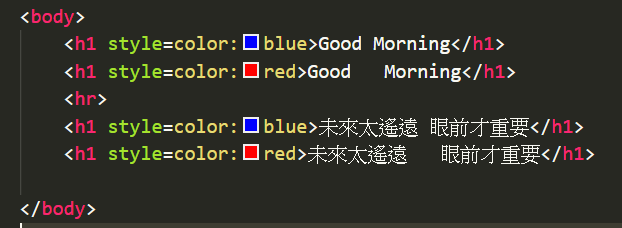 <body>
<h1 style=color:blue>Good Morning</h1>
<h1 style=color:red>Good   Morning</h1>
<hr>
<h1 style=color:blue>未來太遙遠 眼前才重要</h1>
<h1 style=color:red>未來太遙遠   眼前才重要</h1>
</body>